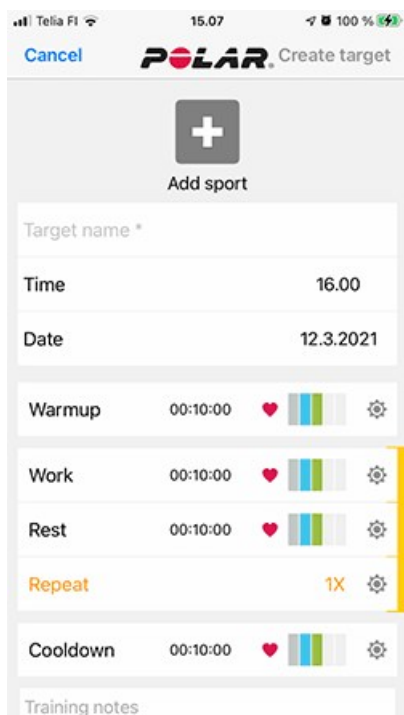 Telia FI 15.07 100 %
Cancel POLAR. Create target
Add sport
Target name *
Time 16.00
Date 12.3.2021
Warmup 00:10:00
Work 00:10:00
Rest 00:10:00
Repeat 1X
Cooldown 00:10:00
Training notes